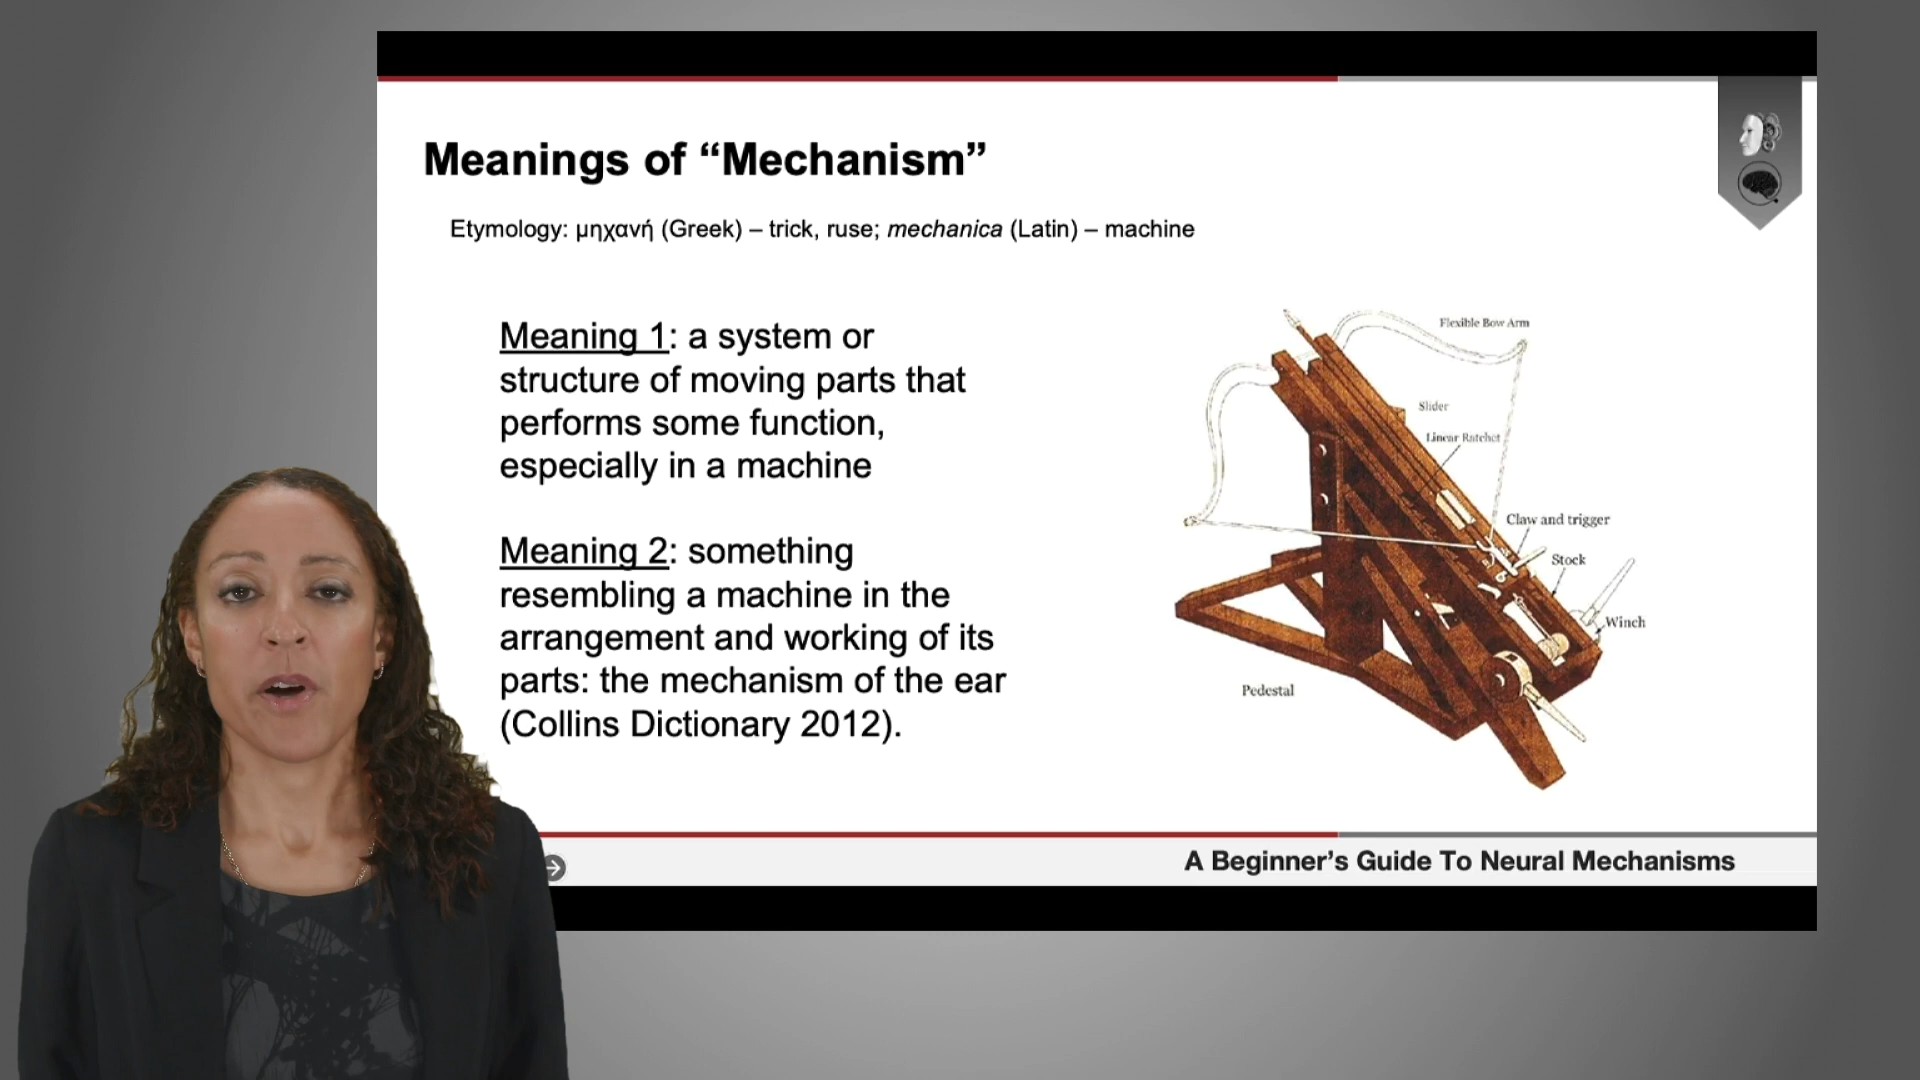 Meanings of “Mechanism”
Etymology: μηχανή (Greek) – trick, ruse; mechanica (Latin) – machine
Meaning 1: a system or
structure of moving parts that
performs some function,
especially in a machine
Meaning 2: something
resembling a machine in the
arrangement and working of its
parts: the mechanism of the ear
(Collins Dictionary 2012).
Flexible Bow Arm
Slider
Linear Ratchet
Claw and trigger
Stock
Winch
Pedestal
A Beginner’s Guide To Neural Mechanisms